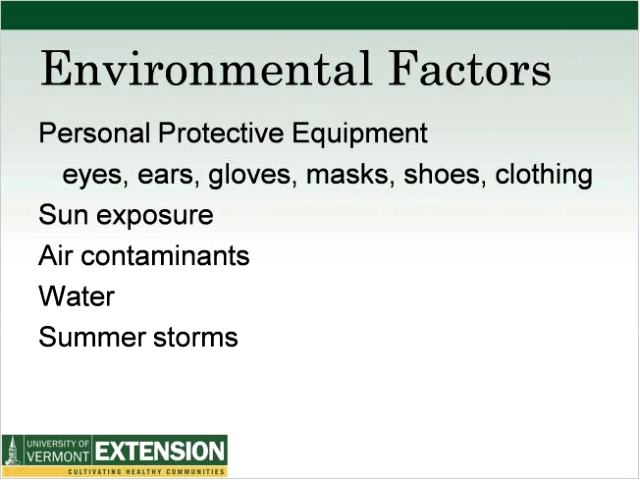 Environmental Factors
Personal Protective Equipment
eyes, ears, gloves, masks, shoes, clothing
Sun exposure
Air contaminants
Water
Summer storms
UNIVERSITY OF
VERMONT EXTENSION
CULTIVATING HEALTHY COMMUNITIES